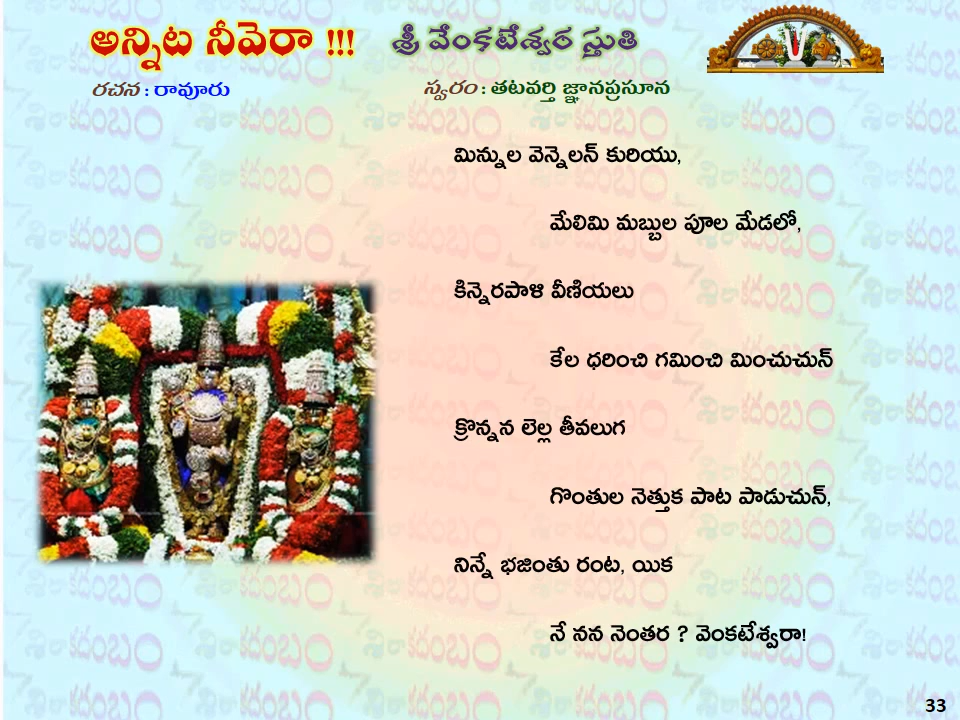 అన్నిట నీవెరా !!! శ్రీ వేంకటేశ్వర స్తుతి
రచన : రావూరు స్వరం : తటవర్తి జ్ఞానప్రసూన
మిన్నుల వెన్నెలన్ కురియు,
మేలిమి మబ్బుల పూల మేడలో,
కిన్నెరపాళి వీణియలు
కేల ధరించి గమించి మించుచున్
క్రొన్నన లెల్ల తీవలుగ
గొంతుల నెత్తుక పాట పాడుచున్,
నిన్నే భజింతు రంట, యిక
నే నన నెంతర ? వెంకటేశ్వరా!
33